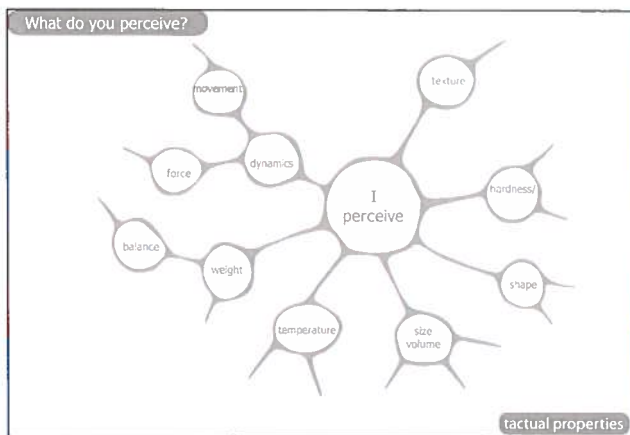 What do you perceive?
movement
texture
dynamics
force
hardness/
I
perceive
balance
weight
shape
temperature
size
volume
tactual properties